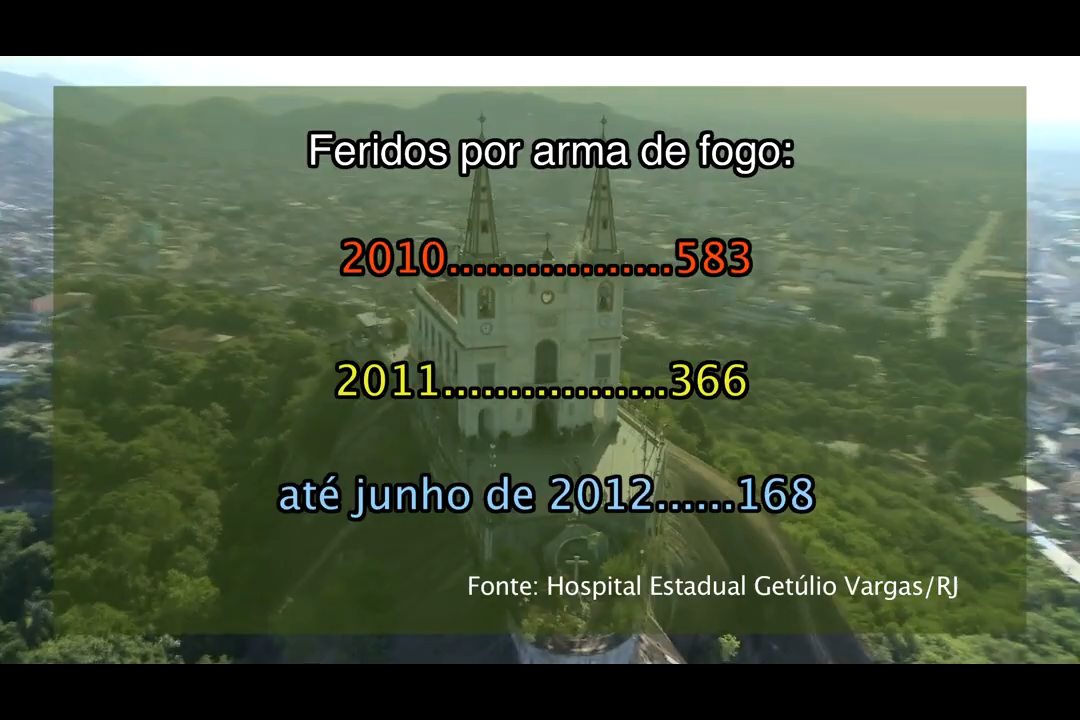 Feridos por arma de fogo:
2010.................583
2011.................366
até junho de 2012......168
Fonte: Hospital Estadual Getúlio Vargas/RJ